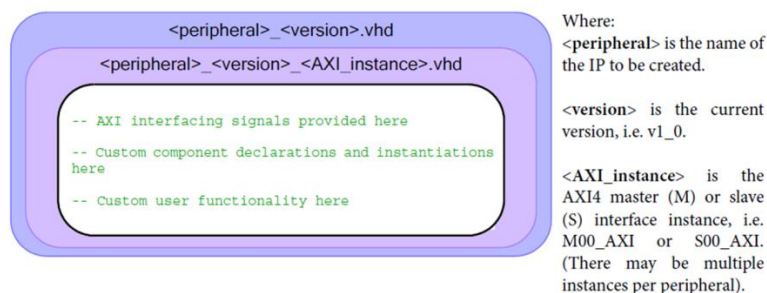 <peripheral>_<version>.vhd
<peripheral>_<version>_<AXI_instance>.vhd
-- AXI interfacing signals provided here
-- Custom component declarations and instantiations
here
-- Custom user functionality here
Where:
<peripheral> is the name of
the IP to be created.
<version> is the current
version, i.e. v1_0.
<AXI_instance> is the
AXI4 master (M) or slave
(S) interface instance, i.e.
M00_AXI or S00_AXI.
(There may be multiple
instances per peripheral).